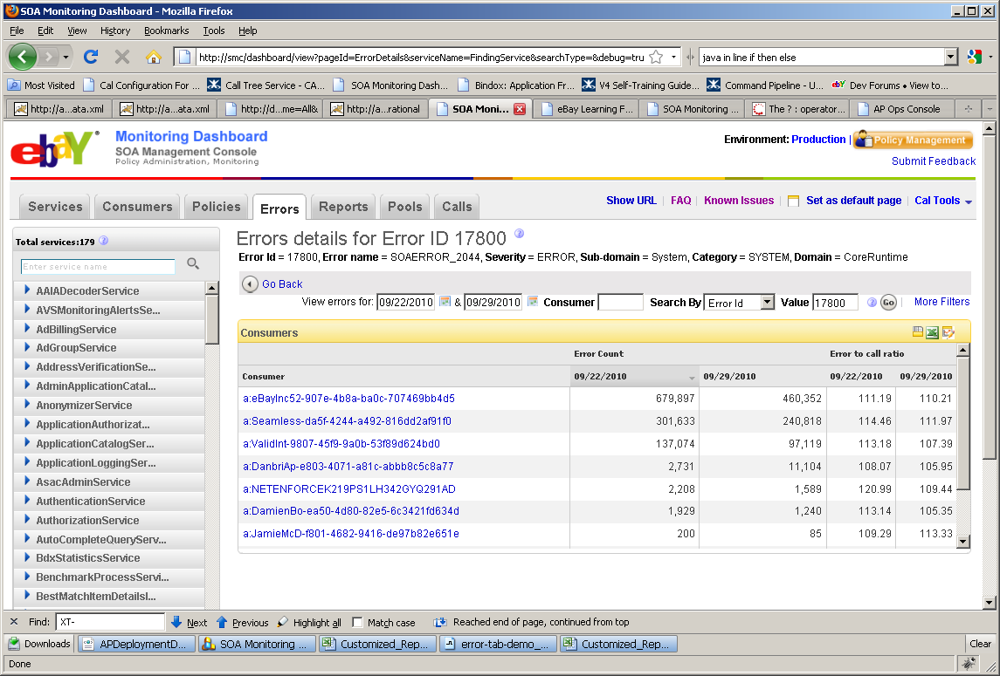 SOA Monitoring Dashboard - Mozilla Firefox
File Edit View History Bookmarks Tools Help
http://smc/dashboard/view?pageId=ErrorDetails&serviceName=FindingService&searchType=&debug=tru
java in line if then else
Most Visited Cal Configuration For ... Call Tree Service - CA... SOA Monitoring Dash... Bindox: Application Fr... V4 Self-Training Guide... Command Pipeline - U... Dev Forums • View to...
http://a...ata.xml http://a...ata.xml http://d...me=All& http://a...rational SOA Moni... eBay Learning F... SOA Monitoring ... The ? : operator... AP Ops Console
ebay
Monitoring Dashboard
SOA Management Console
Policy Administration, Monitoring
Environment: Production | Policy Management
Submit Feedback
Services Consumers Policies Errors Reports Pools Calls
Show URL | FAQ | Known Issues | Set as default page | Cal Tools
Total services:179
Enter service name
AAIADecoderService
AVSMonitoringAlertsSe...
AdBillingService
AdGroupService
AddressVerificationSe...
AdminApplicationCatal...
AnonymizerService
ApplicationAuthorizat...
ApplicationCatalogSer...
ApplicationLoggingSer...
AsacAdminService
AuthenticationService
AuthorizationService
AutoCompleteQueryServ...
BdxStatisticsService
BenchmarkProcessServi...
BestMatchItemDetailsI...
Errors details for Error ID 17800
Error Id = 17800, Error name = SOAERROR_2044, Severity = ERROR, Sub-domain = System, Category = SYSTEM, Domain = CoreRuntime
Go Back
View errors for: 09/22/2010 & 09/29/2010 Consumer Search By Error Id Value 17800 Go | More Filters
Consumers
Error Count Error to call ratio
Consumer 09/22/2010 09/29/2010 09/22/2010 09/29/2010
a:eBayInc52-907e-4b8a-ba0c-707469bb4d5 679,897 460,352 111.19 110.21
a:Seamless-da5f-4244-a492-816dd2af91f0 301,633 240,818 114.46 111.97
a:ValidInt-9807-45f9-9a0b-53f89d624bd0 137,074 97,119 113.18 107.39
a:DanbriAp-e803-4071-a81c-abbb8c5c8a77 2,731 11,104 108.07 105.95
a:NETENFORCEK219PS1LH342GYQ291AD 2,208 1,589 120.99 109.44
a:DamienBo-ea50-4d80-82e5-6c3421fd634d 1,929 1,240 113.14 105.35
a:JamieMcD-f801-4682-9416-de97b82e651e 200 85 109.29 113.33
Find: XT- Next Previous Highlight all Match case Reached end of page, continued from top
Downloads APDeploymentD... SOA Monitoring ... Customized_Rep... error-tab-demo_... Customized_Rep... Clear
Done